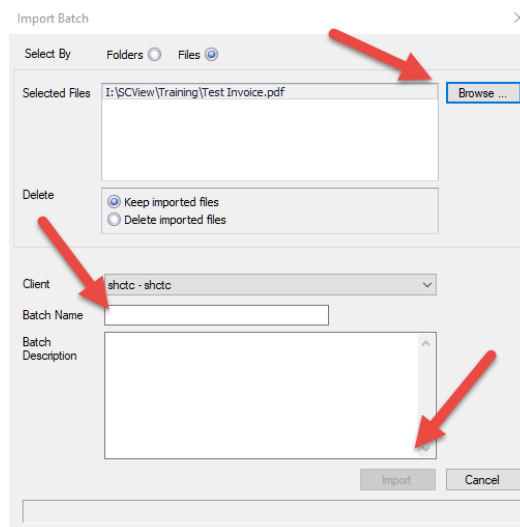 Import Batch
Select By Folders Files
Selected Files I:\SCView\Training\Test Invoice.pdf Browse ...
Delete Keep imported files
Delete imported files
Client shctc - shctc
Batch Name
Batch
Description
Import Cancel